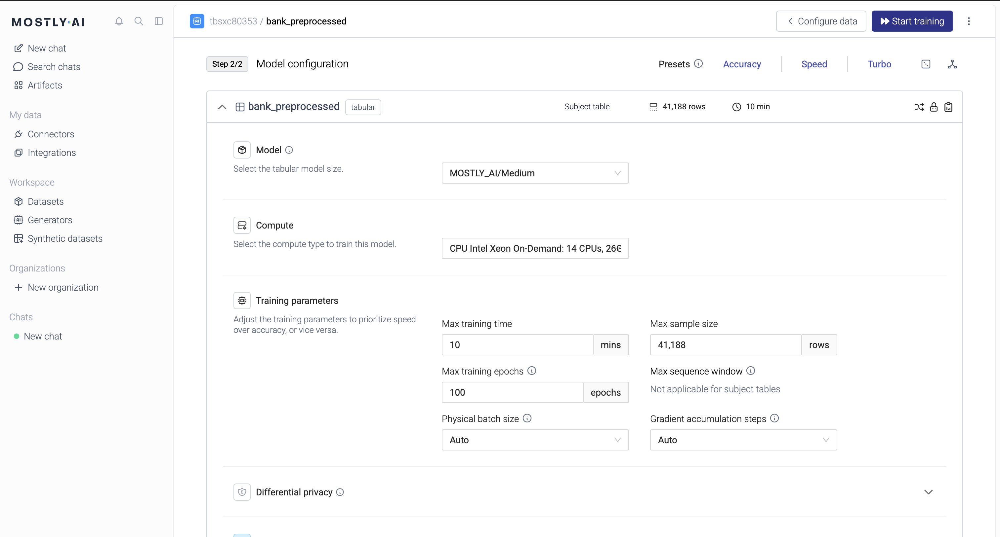 MOSTLY·AI
New chat
Search chats
Artifacts
My data
Connectors
Integrations
Workspace
Datasets
Generators
Synthetic datasets
Organizations
New organization
Chats
New chat
tbsxc80353 / bank_preprocessed
Configure data
Start training
Step 2/2
Model configuration
Presets
Accuracy
Speed
Turbo
bank_preprocessed
tabular
Subject table
41,188 rows
10 min
Model
Select the tabular model size.
MOSTLY_AI/Medium
Compute
Select the compute type to train this model.
CPU Intel Xeon On-Demand: 14 CPUs, 26G
Training parameters
Adjust the training parameters to prioritize speed
over accuracy, or vice versa.
Max training time
10 mins
Max sample size
41,188 rows
Max training epochs
100 epochs
Max sequence window
Not applicable for subject tables
Physical batch size
Auto
Gradient accumulation steps
Auto
Differential privacy